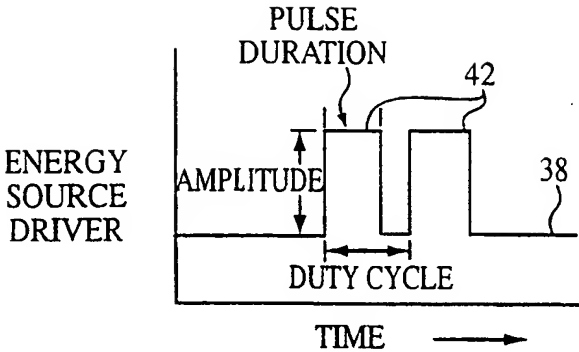 PULSE
DURATION
42
ENERGY
SOURCE
DRIVER
AMPLITUDE
38
DUTY CYCLE
TIME